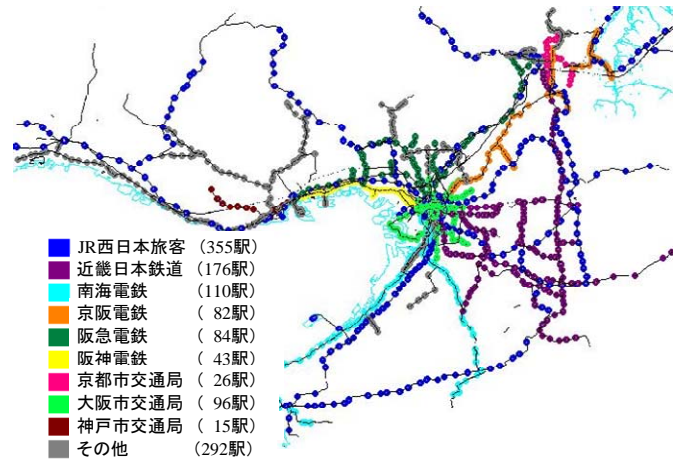 JR西日本旅客 (355駅)
近畿日本鉄道 (176駅)
南海電鉄 (110駅)
京阪電鉄 ( 82駅)
阪急電鉄 ( 84駅)
阪神電鉄 ( 43駅)
京都市交通局 ( 26駅)
大阪市交通局 ( 96駅)
神戸市交通局 ( 15駅)
その他 (292駅)